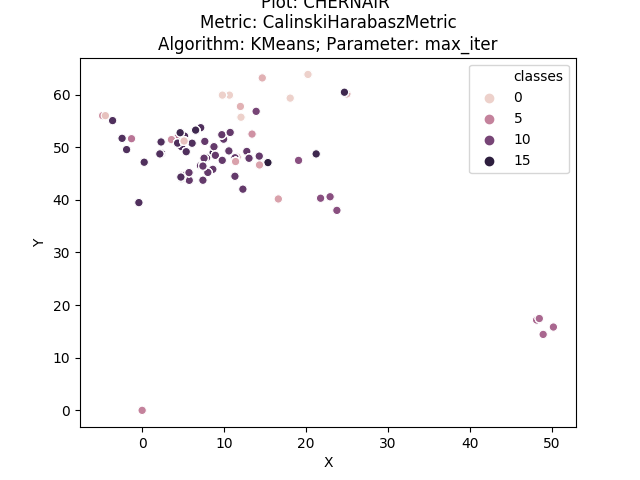 Plot: CHERNAIR
Metric: CalinskiHarabaszMetric
Algorithm: KMeans; Parameter: max_iter
classes
0
5
10
15
60
50
40
30
20
10
0
Y
0
10
20
30
40
50
X